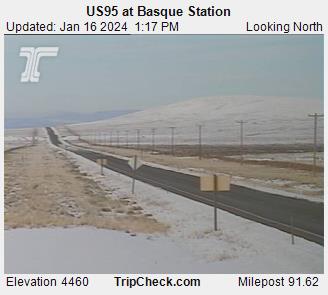 US95 at Basque Station
Updated: Jan 16 2024 1:17 PM Looking North
Elevation 4460 TripCheck.com Milepost 91.62